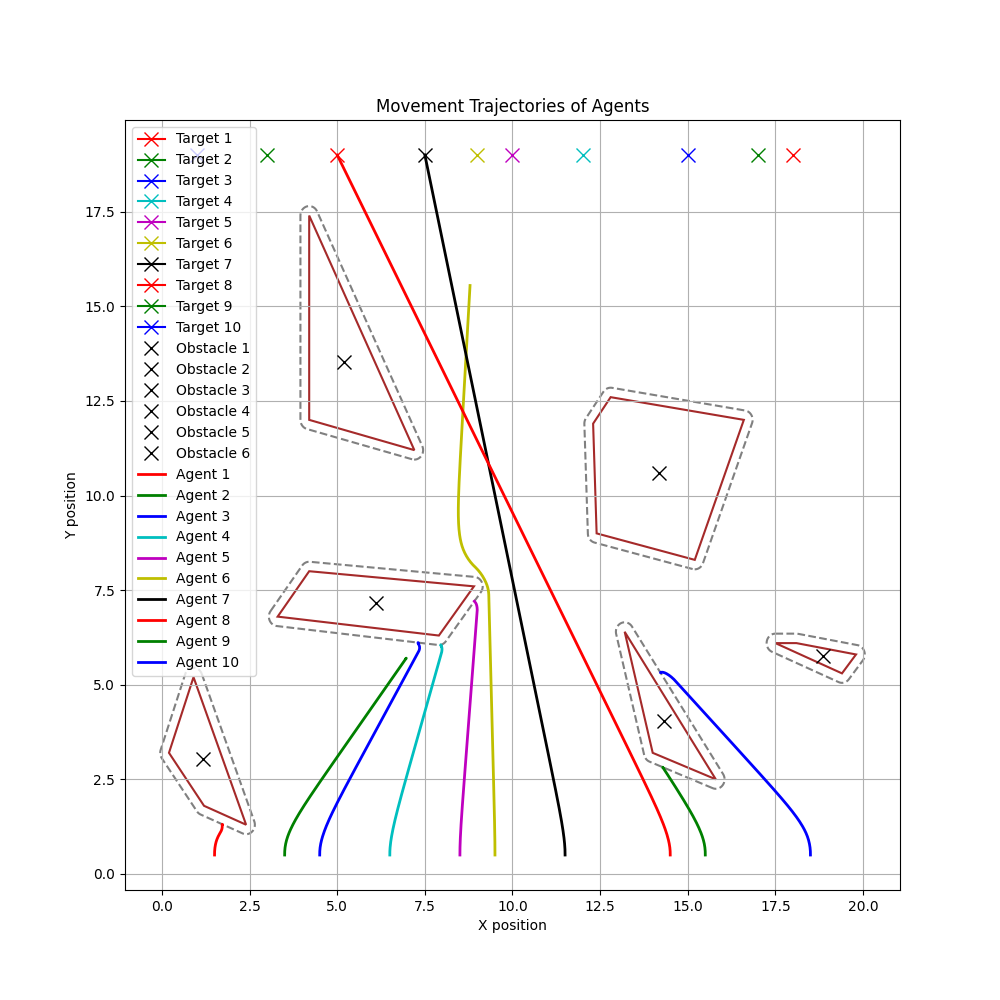 Movement Trajectories of Agents
Target 1
Target 2
Target 3
Target 4
Target 5
Target 6
Target 7
Target 8
Target 9
Target 10
Obstacle 1
Obstacle 2
Obstacle 3
Obstacle 4
Obstacle 5
Obstacle 6
Agent 1
Agent 2
Agent 3
Agent 4
Agent 5
Agent 6
Agent 7
Agent 8
Agent 9
Agent 10
Y position
17.5
15.0
12.5
10.0
7.5
5.0
2.5
0.0
0.0 2.5 5.0 7.5 10.0 12.5 15.0 17.5 20.0
X position